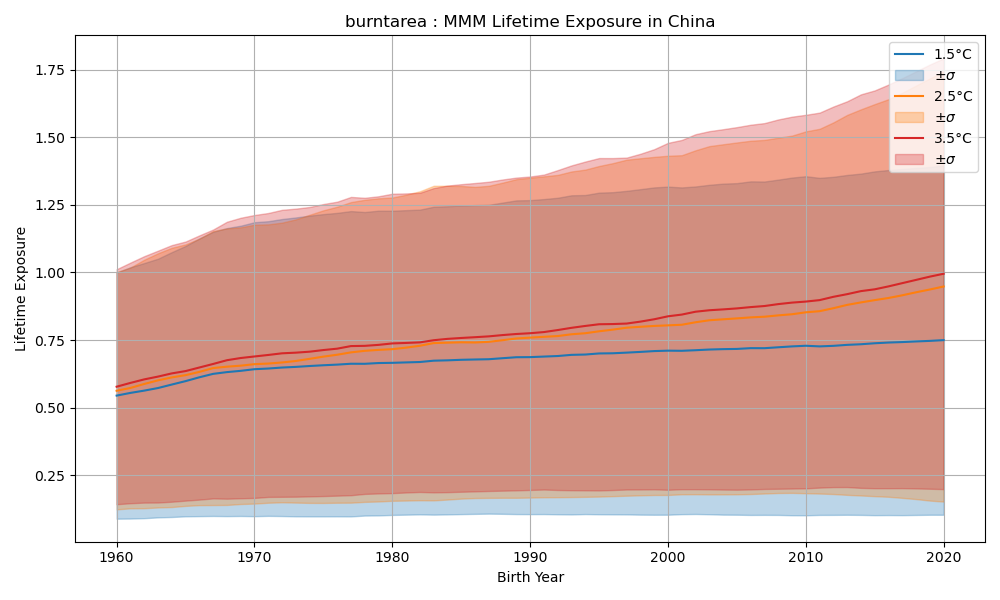 burntarea : MMM Lifetime Exposure in China
Lifetime Exposure
1.75
1.50
1.25
1.00
0.75
0.50
0.25
1960
1970
1980
1990
2000
2010
2020
Birth Year
1.5°C
±σ
2.5°C
±σ
3.5°C
±σ